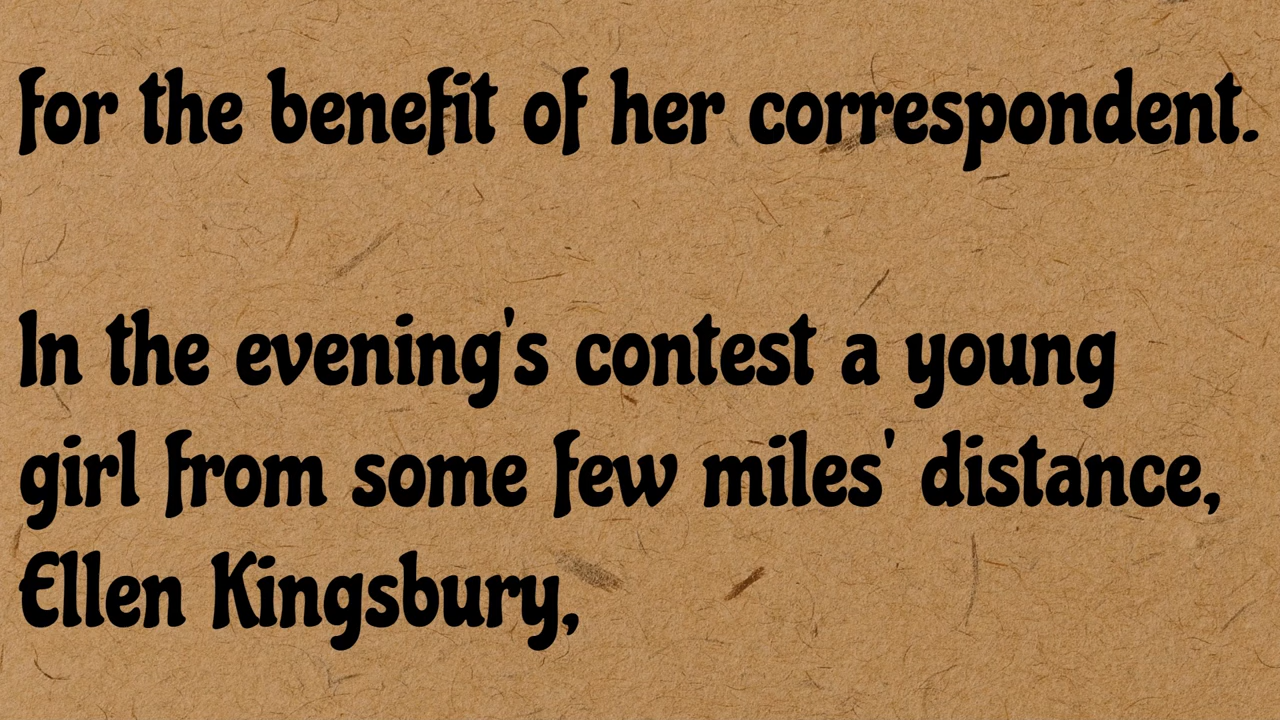 for the benefit of her correspondent.
In the evening's contest a young
girl from some few miles' distance,
Ellen Kingsbury,